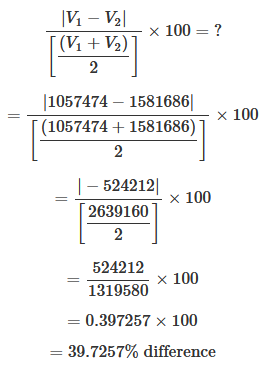 |V₁ − V₂| / [(V₁ + V₂) / 2] × 100 = ?
= |1057474 − 1581686| / [(1057474 + 1581686) / 2] × 100
= | − 524212| / [2639160 / 2] × 100
= 524212 / 1319580 × 100
= 0.397257 × 100
= 39.7257% difference